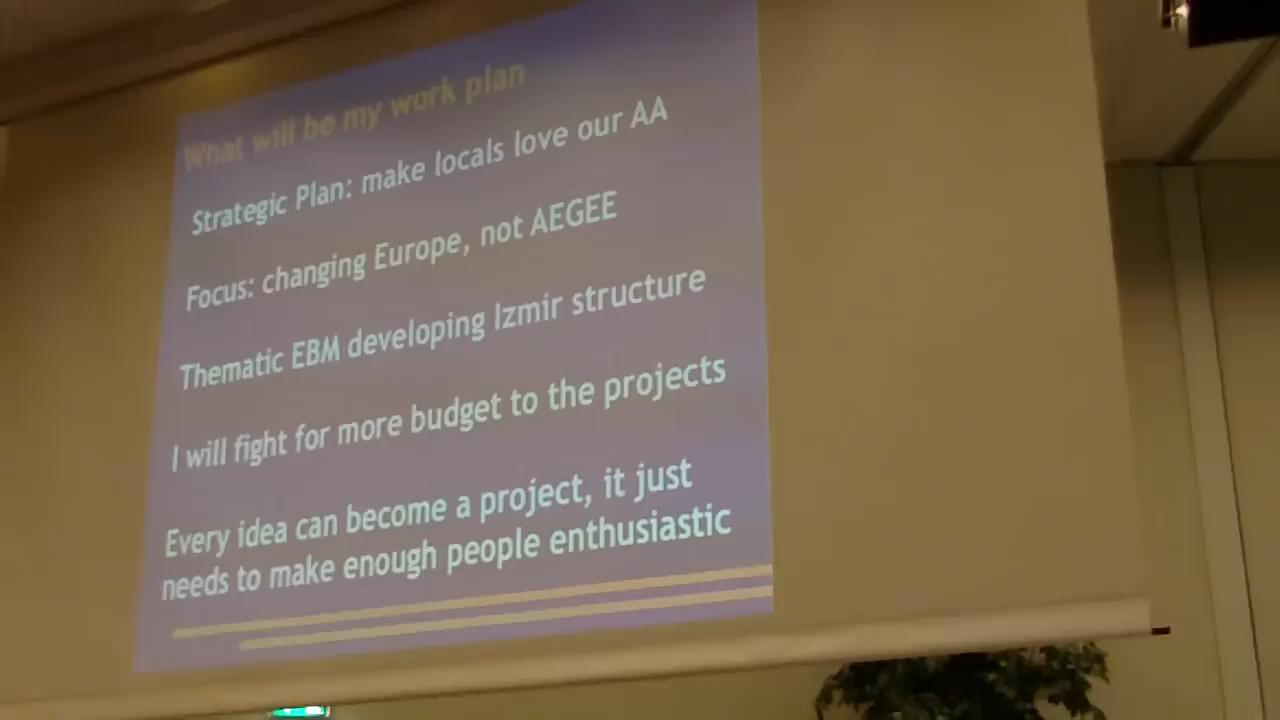 What will be my work plan
Strategic Plan: make locals love our AA
Focus: changing Europe, not AEGEE
Thematic EBM developing Izmir structure
I will fight for more budget to the projects
Every idea can become a project, it just
needs to make enough people enthusiastic